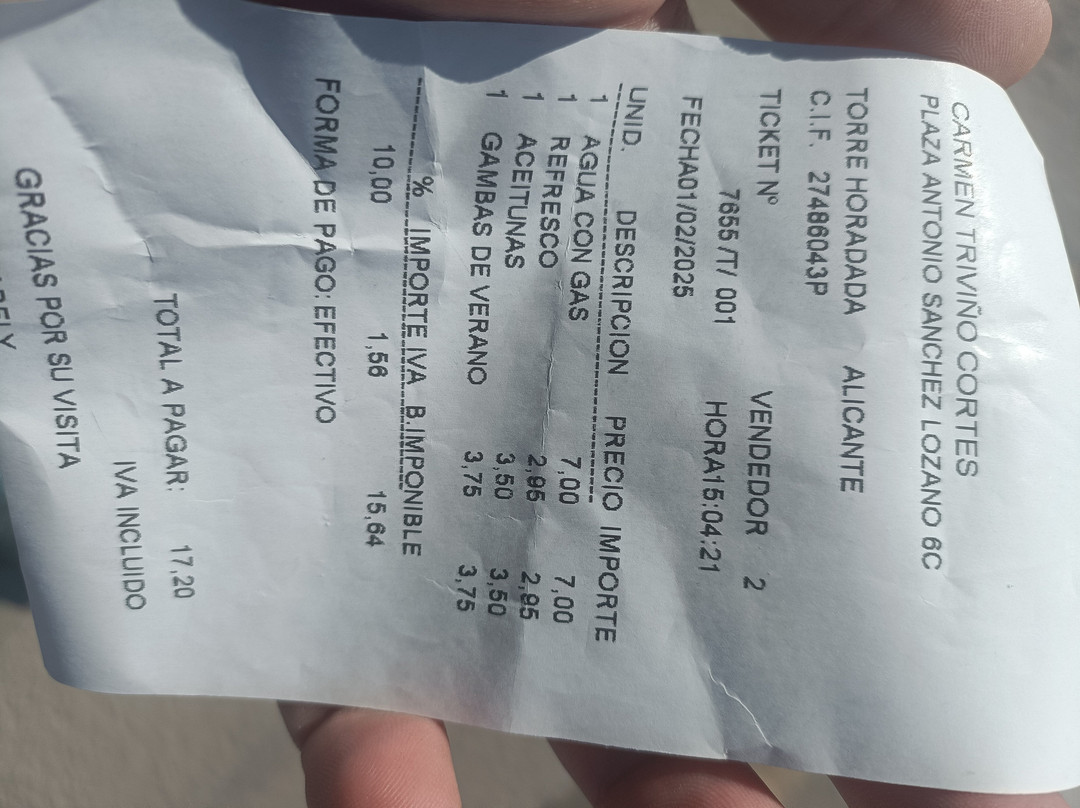 CARMEN TRIVIÑO CORTES
PLAZA ANTONIO SANCHEZ LOZANO 6C
TORRE HORADADA ALICANTE
C.I.F. 27486043P
TICKET Nº VENDEDOR 2
7655 /T/ 001 HORA15:04:21
FECHA01/02/2025
UNID. DESCRIPCION PRECIO IMPORTE
1 AGUA CON GAS 7,00 7,00
1 REFRESCO 2,95 2,95
1 ACEITUNAS 3,50 3,50
1 GAMBAS DE VERANO 3,75 3,75
% IMPORTE IVA B.IMPONIBLE
10,00 1,56 15,64
FORMA DE PAGO: EFECTIVO
TOTAL A PAGAR: 17,20
IVA INCLUIDO
GRACIAS POR SU VISITA